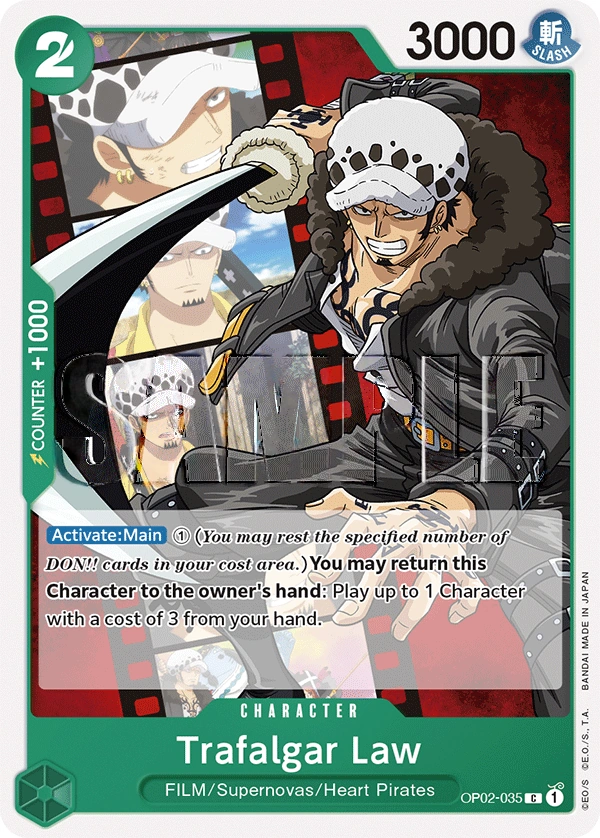 2
3000
斬
SLASH
COUNTER +1000
SAMPLE
Activate:Main ① (You may rest the specified number of
DON!! cards in your cost area.) You may return this
Character to the owner's hand: Play up to 1 Character
with a cost of 3 from your hand.
CHARACTER
Trafalgar Law
FILM/Supernovas/Heart Pirates
OP02-035 C 1
©E.O/S ©E.O./S., T.A. BANDAI MADE IN JAPAN